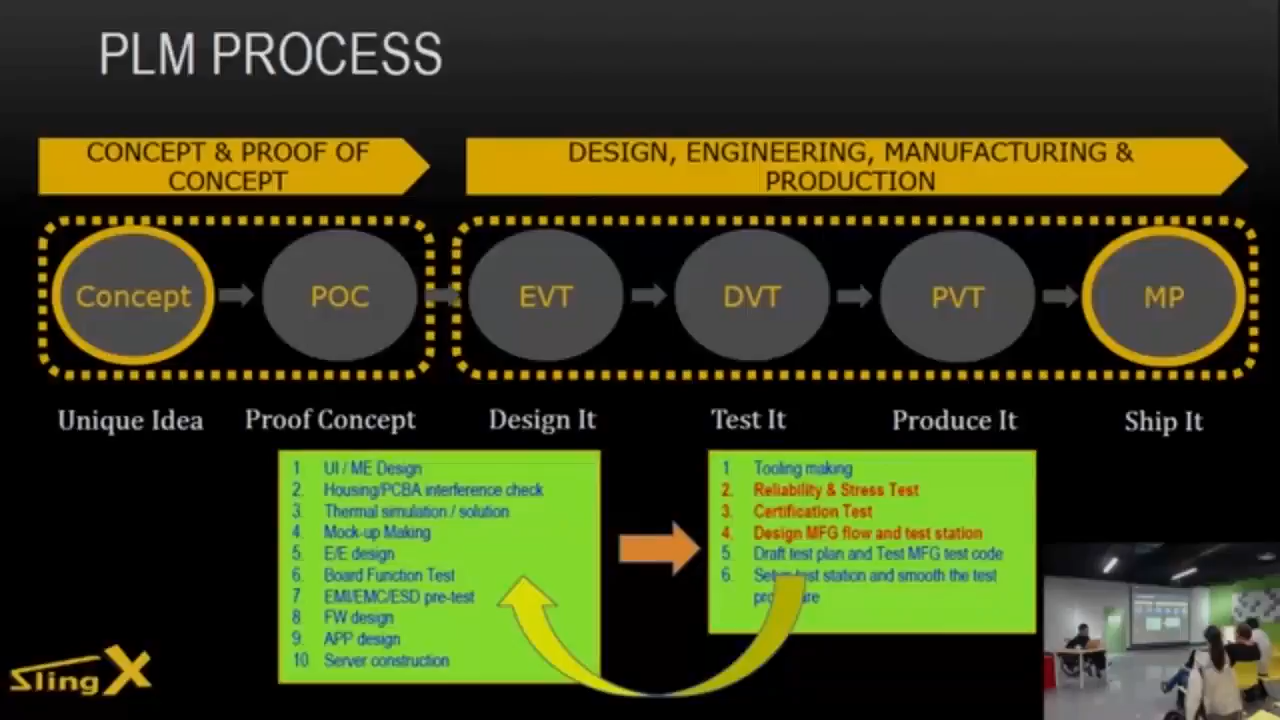 PLM PROCESS
CONCEPT & PROOF OF
CONCEPT
DESIGN, ENGINEERING, MANUFACTURING &
PRODUCTION
Concept
POC
EVT
DVT
PVT
MP
Unique Idea
Proof Concept
Design It
Test It
Produce It
Ship It
1 UI / ME Design
2. Housing/PCBA interference check
3. Thermal simulation / solution
4. Mock-up Making
5. E/E design
6. Board Function Test
7 EMI/EMC/ESD pre-test
8 FW design
9. APP design
10 Server construction
1 Tooling making
2. Reliability & Stress Test
3. Certification Test
4. Design MFG flow and test station
5 Draft test plan and Test MFG test code
6. station and smooth the test
SlingX